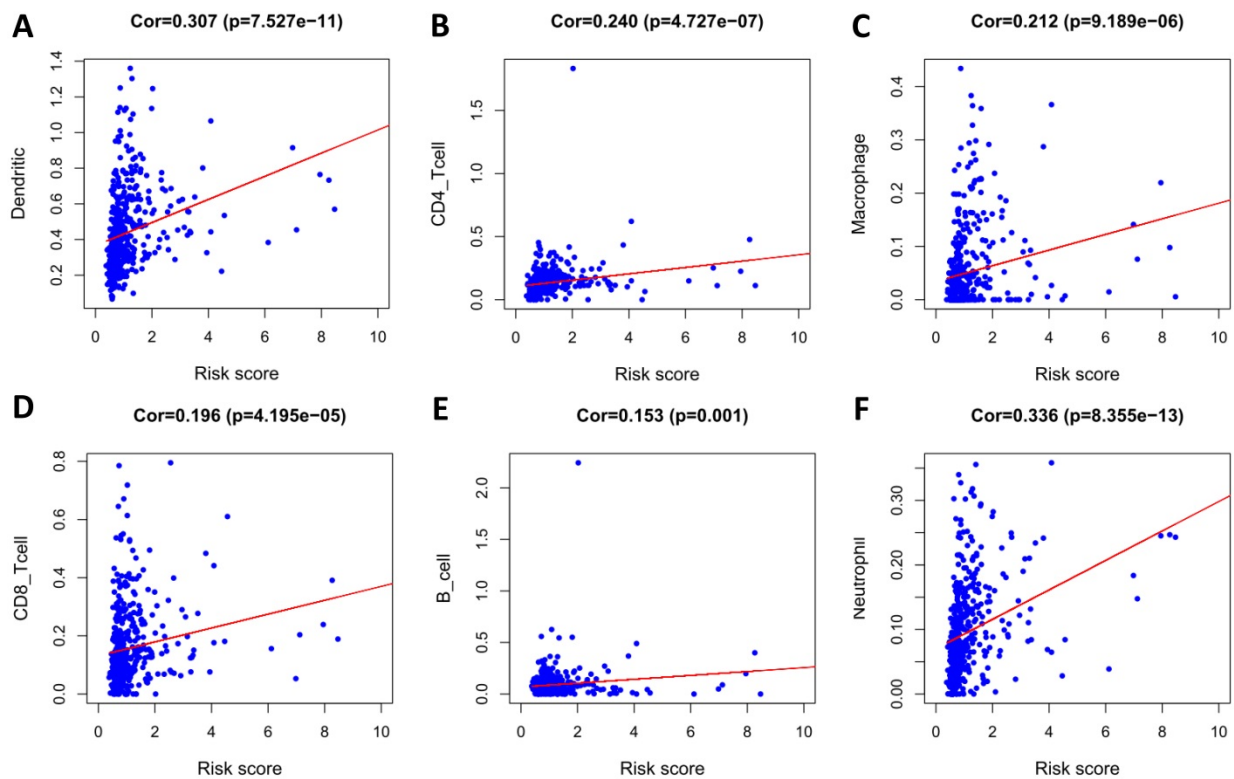 A
Cor=0.307 (p=7.527e−11)
Dendritic
0.2 0.4 0.6 0.8 1.0 1.2 1.4
0 2 4 6 8 10
Risk score
B
Cor=0.240 (p=4.727e−07)
CD4_Tcell
0.0 0.5 1.0 1.5
0 2 4 6 8 10
Risk score
C
Cor=0.212 (p=9.189e−06)
Macrophage
0.0 0.1 0.2 0.3 0.4
0 2 4 6 8 10
Risk score
D
Cor=0.196 (p=4.195e−05)
CD8_Tcell
0.0 0.2 0.4 0.6 0.8
0 2 4 6 8 10
Risk score
E
Cor=0.153 (p=0.001)
B_cell
0.0 0.5 1.0 1.5 2.0
0 2 4 6 8 10
Risk score
F
Cor=0.336 (p=8.355e−13)
Neutrophil
0.00 0.10 0.20 0.30
0 2 4 6 8 10
Risk score